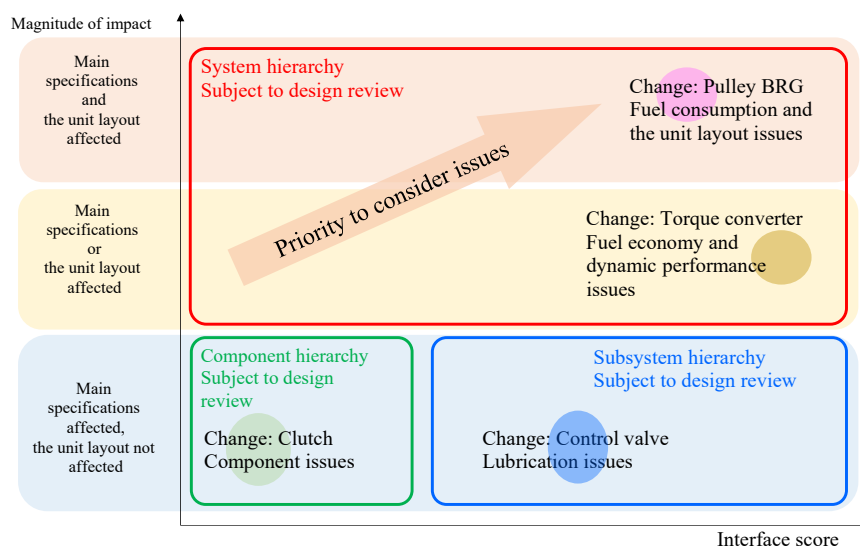 Magnitude of impact
Main
specifications
and
the unit layout
affected
System hierarchy
Subject to design review
Change: Pulley BRG
Fuel consumption and
the unit layout issues
Priority to consider issues
Main
specifications
or
the unit layout
affected
Change: Torque converter
Fuel economy and
dynamic performance
issues
Main
specifications
affected,
the unit layout not
affected
Component hierarchy
Subject to design
review
Change: Clutch
Component issues
Subsystem hierarchy
Subject to design review
Change: Control valve
Lubrication issues
Interface score